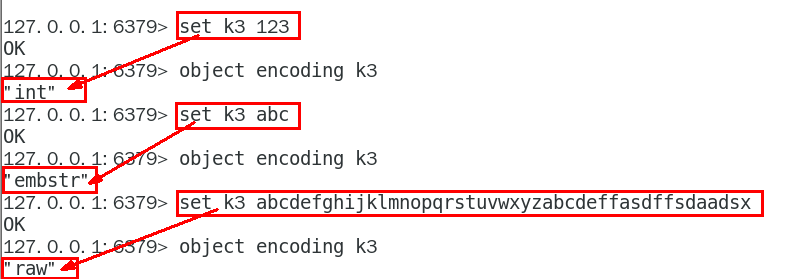 127.0.0.1:6379> set k3 123
OK
127.0.0.1:6379> object encoding k3
"int"
127.0.0.1:6379> set k3 abc
OK
127.0.0.1:6379> object encoding k3
"embstr"
127.0.0.1:6379> set k3 abcdefghijklmnopqrstuvwxyzabcdeffasdffsdaadsx
OK
127.0.0.1:6379> object encoding k3
"raw"